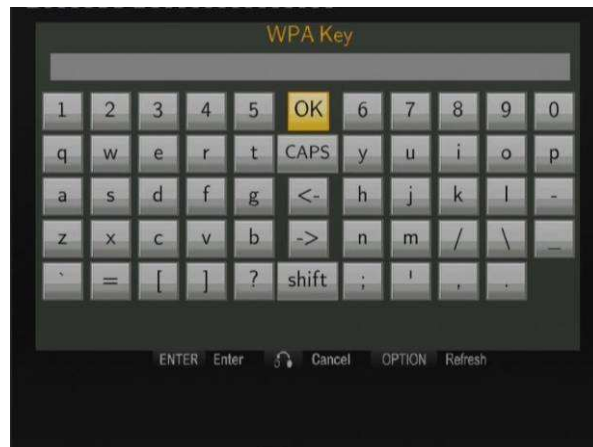 WPA Key
1 2 3 4 5 OK 6 7 8 9 0
q w e r t CAPS y u i o p
a s d f g <- h j k l -
z x c v b -> n m / \ _
` = [ ] ? shift ; ' , .
ENTER Enter Cancel OPTION Refresh